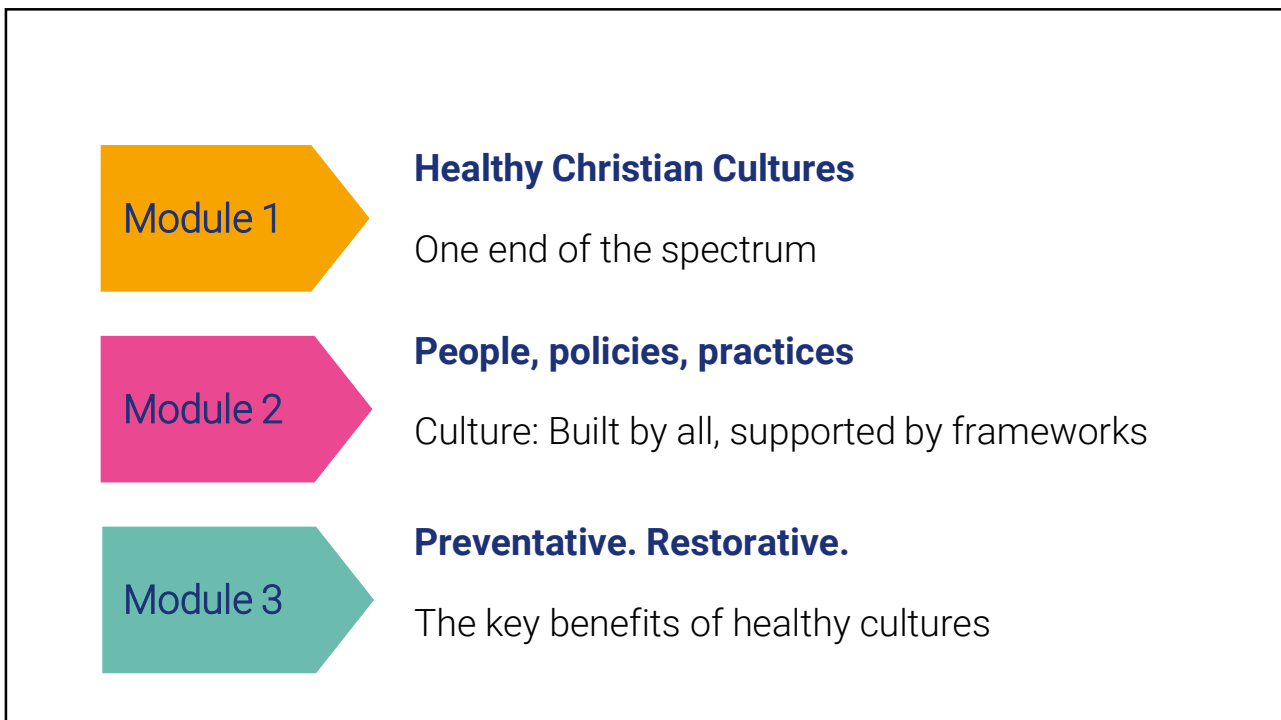 Module 1
Healthy Christian Cultures
One end of the spectrum
Module 2
People, policies, practices
Culture: Built by all, supported by frameworks
Module 3
Preventative. Restorative.
The key benefits of healthy cultures